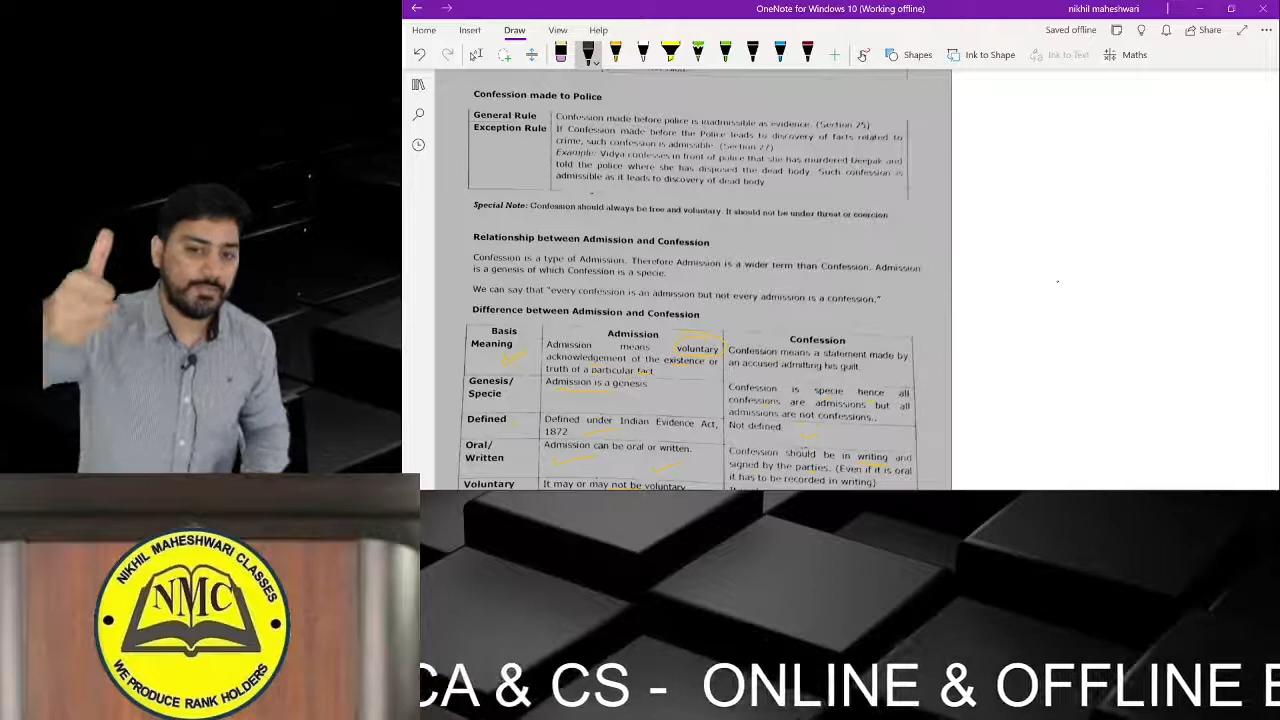 OneNote for Windows 10 (Working offline)
nikhil maheshwari
Home Insert Draw View Help
Saved offline
Share
Shapes
Ink to Shape
Ink to Text
Maths
Confession made to Police
General Rule
Confession made before police is inadmissible as evidence. (Section 25)
Exception Rule
If Confession made before the Police leads to discovery of facts related to
crime, such confession is admissible. (Section 27)
Example: Vidya confesses in front of police that she has murdered Deepak and
told the police where she has disposed the dead body. Such confession is
admissible as it leads to discovery of dead body
Special Note: Confession should always be free and voluntary. It should not be under threat or coercion
Relationship between Admission and Confession
Confession is a type of Admission. Therefore Admission is a wider term than Confession. Admission
is a genesis of which Confession is a specie.
We can say that "every confession is an admission but not every admission is a confession."
Difference between Admission and Confession
Basis
Admission
Confession
Meaning
Admission means voluntary
acknowledgement of the existence or
truth of a particular fact
Confession means a statement made by
an accused admitting his guilt.
Genesis/
Specie
Admission is a genesis
Confession is specie hence all
confessions are admissions but all
admissions are not confessions..
Defined
Defined under Indian Evidence Act,
1872
Not defined
Oral/
Written
Admission can be oral or written.
Confession should be in writing and
signed by the parties. (Even if it is oral
it has to be recorded in writing)
Voluntary
It may or may not be voluntary
NIKHIL MAHESHWARI CLASSES
NMC
WE PRODUCE RANK HOLDERS
CA & CS - ONLINE & OFFLINE